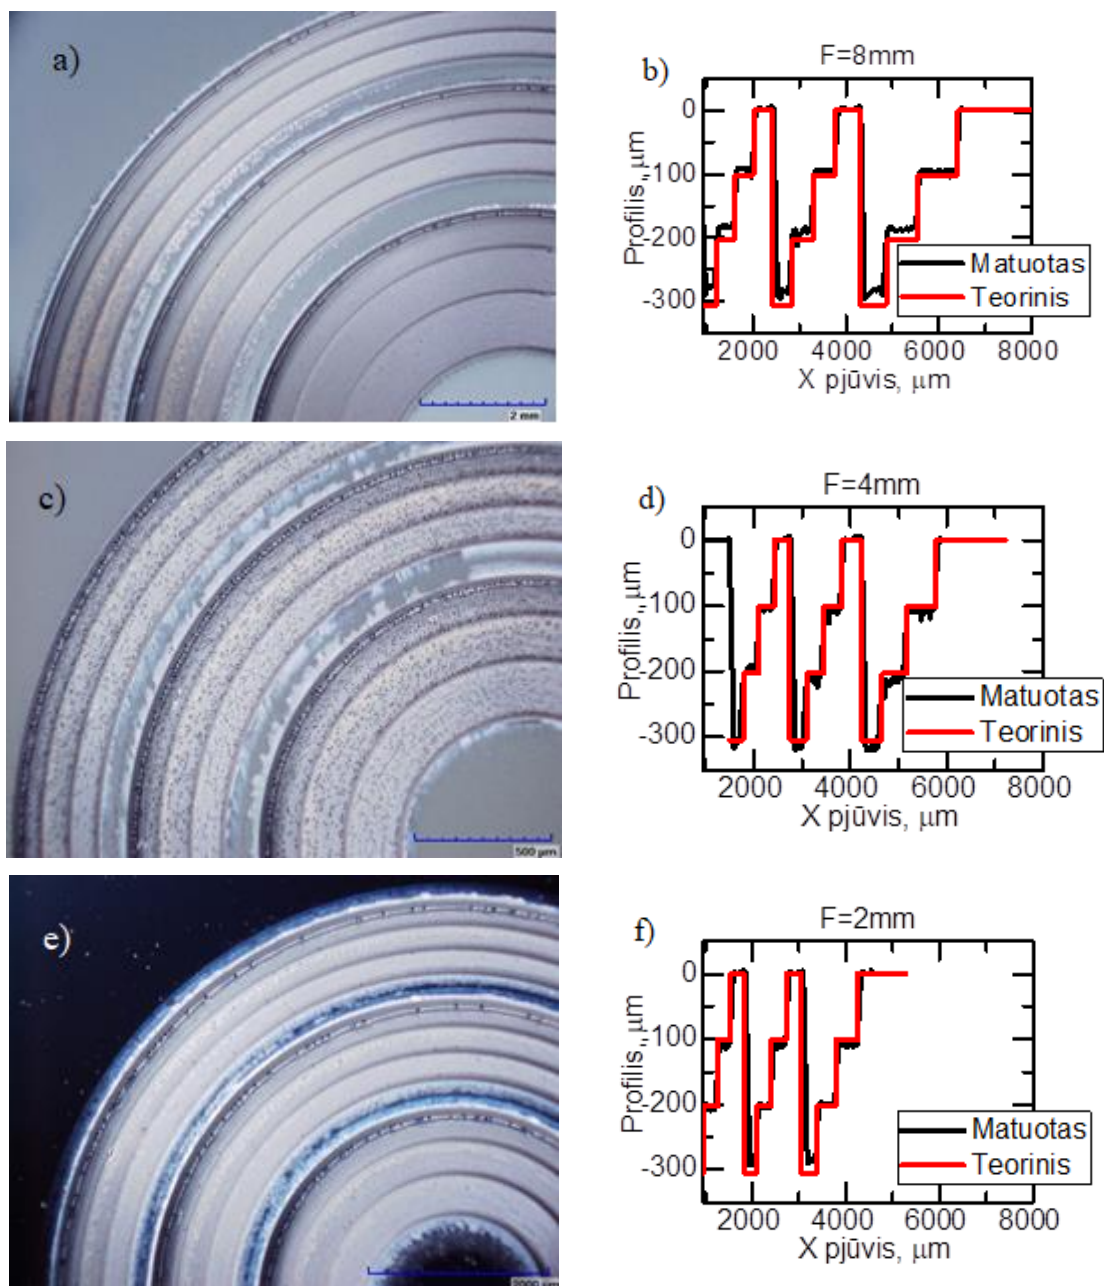 a)
2 mm
b)
F=8mm
Profilis,,μm
0
-100
-200
-300
Matuotas
Teorinis
2000 4000 6000 8000
X pjūvis, μm
c)
500 μm
d)
F=4mm
Profilis,,μm
0
-100
-200
-300
Matuotas
Teorinis
2000 4000 6000 8000
X pjūvis, μm
e)
f)
F=2mm
Profilis,,μm
0
-100
-200
-300
Matuotas
Teorinis
2000 4000 6000 8000
X pjūvis, μm